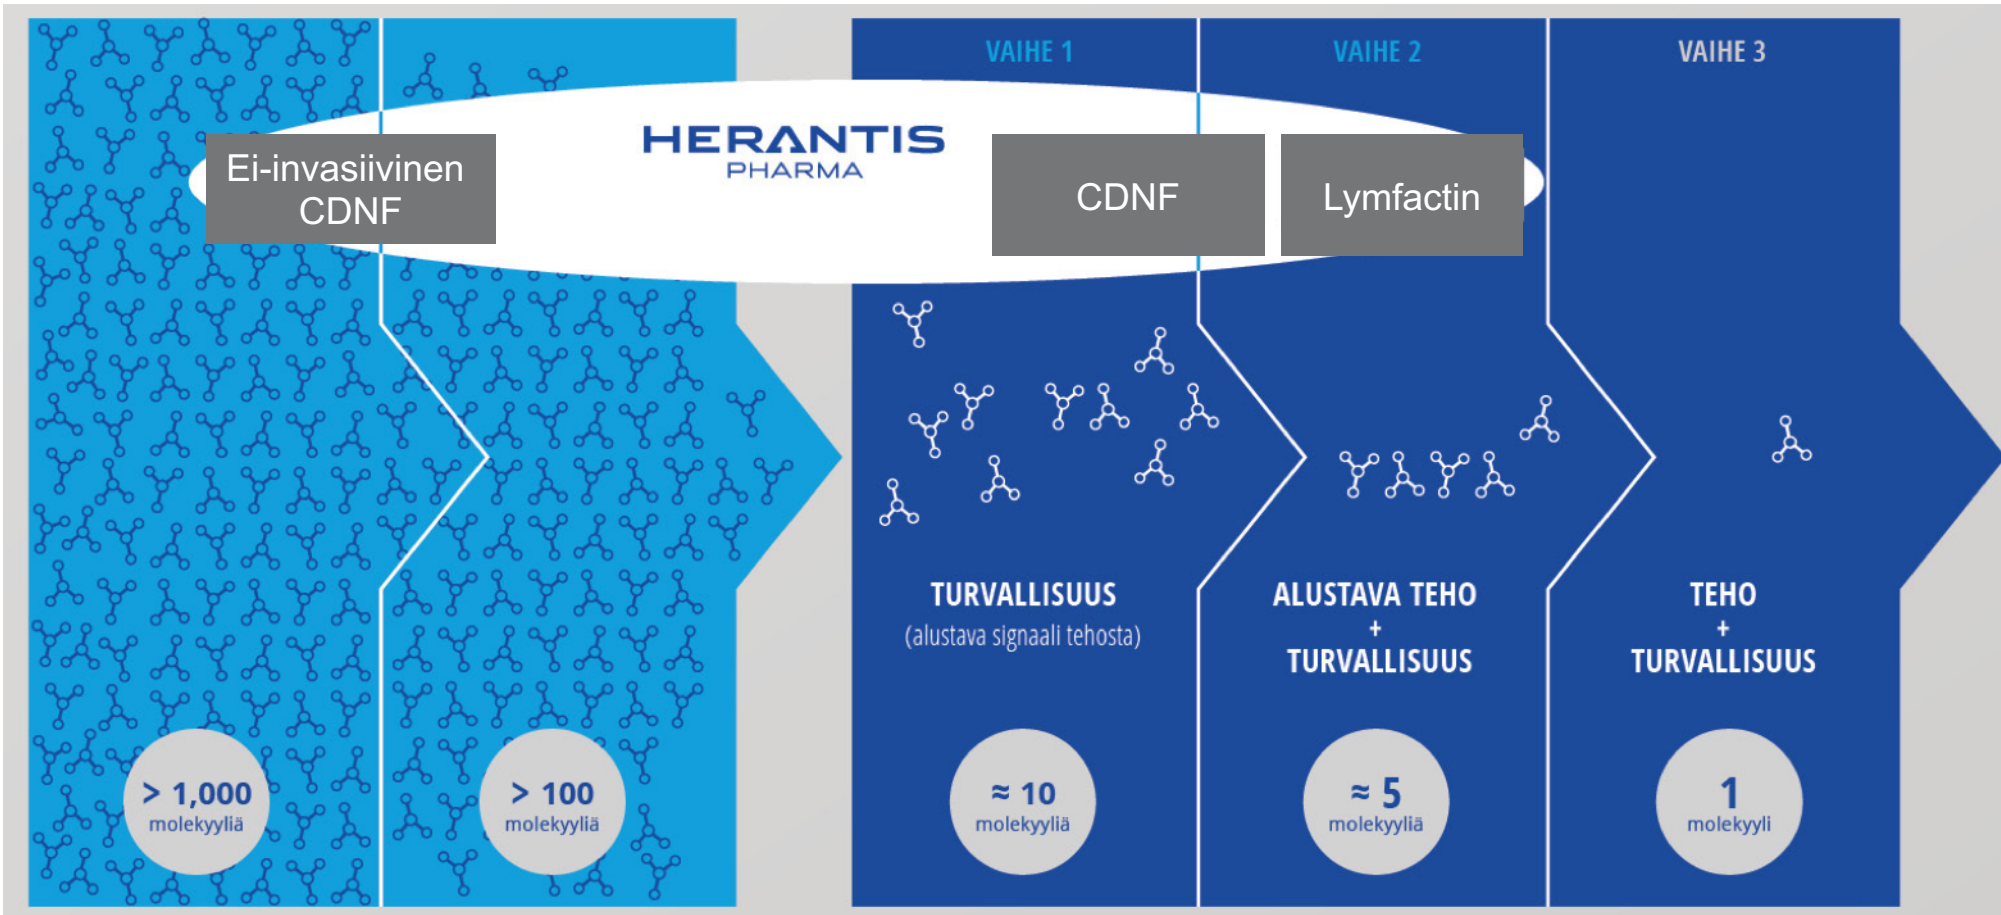 VAIHE 1
VAIHE 2
VAIHE 3
HERANTIS
PHARMA
Ei-invasiivinen
CDNF
CDNF
Lymfactin
TURVALLISUUS
(alustava signaali tehosta)
ALUSTAVA TEHO
+
TURVALLISUUS
TEHO
+
TURVALLISUUS
> 1,000
molekyyliä
> 100
molekyyliä
≈ 10
molekyyliä
≈ 5
molekyyliä
1
molekyyli